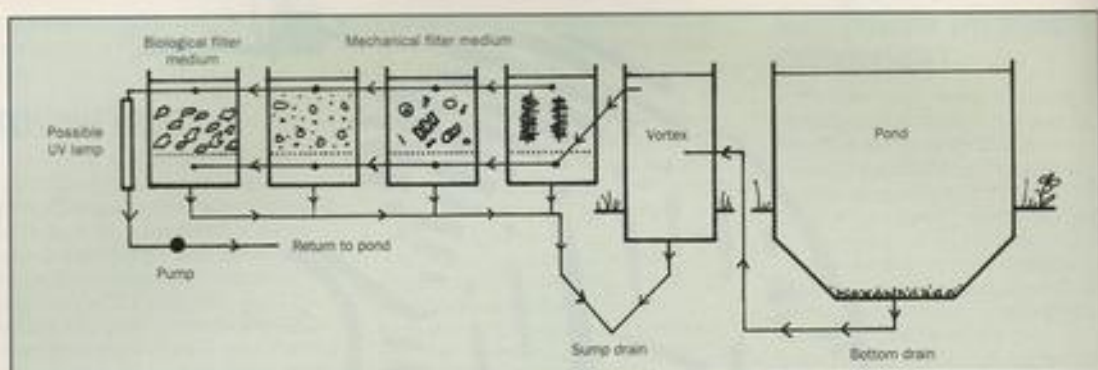 Biological filter
medium
Mechanical filter medium
Possible
UV lamp
Vortex
Pond
Return to pond
Pump
Sump drain
Bottom drain